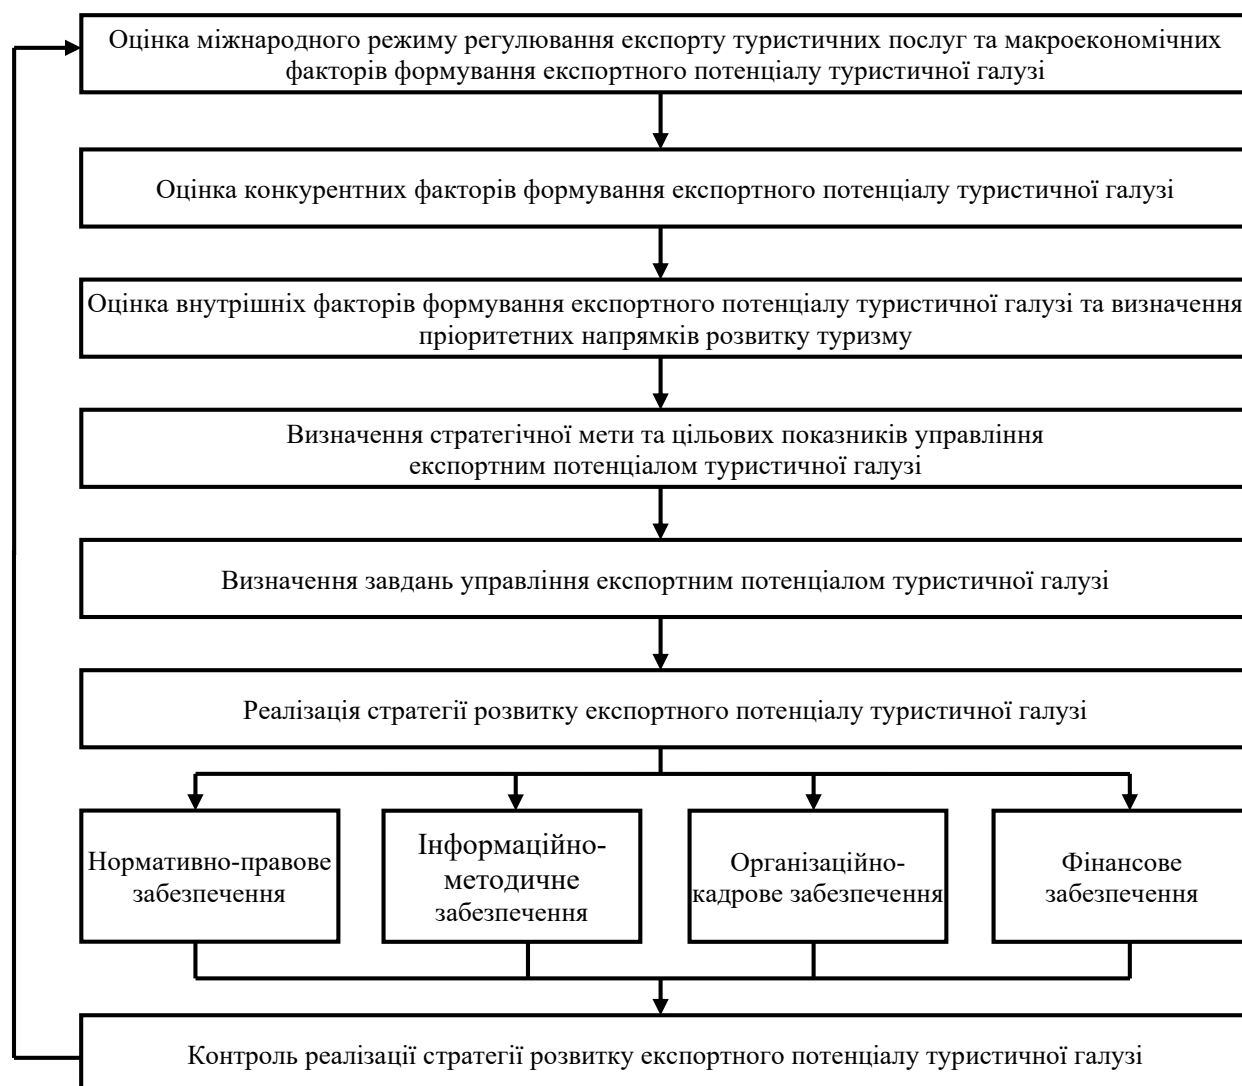 Оцінка міжнародного режиму регулювання експорту туристичних послуг та макроекономічних
факторів формування експортного потенціалу туристичної галузі
Оцінка конкурентних факторів формування експортного потенціалу туристичної галузі
Оцінка внутрішніх факторів формування експортного потенціалу туристичної галузі та визначення
пріоритетних напрямків розвитку туризму
Визначення стратегічної мети та цільових показників управління
експортним потенціалом туристичної галузі
Визначення завдань управління експортним потенціалом туристичної галузі
Реалізація стратегії розвитку експортного потенціалу туристичної галузі
Нормативно-правове
забезпечення
Інформаційно-
методичне
забезпечення
Організаційно-
кадрове забезпечення
Фінансове
забезпечення
Контроль реалізації стратегії розвитку експортного потенціалу туристичної галузі